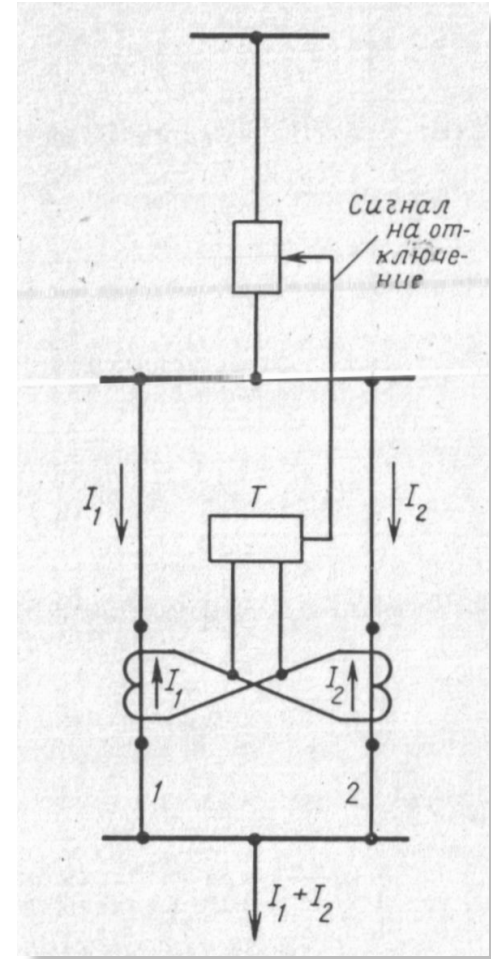 Сигнал
на от-
ключе-
ние
I₁
T
I₂
I₁
I₂
1
2
I₁+I₂